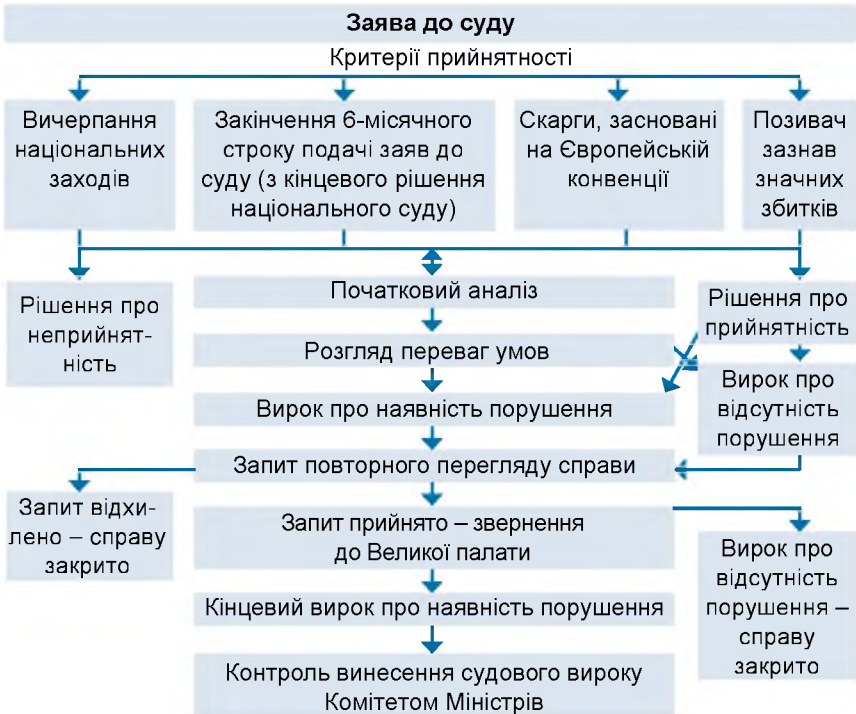 Заява до суду
Критерії прийнятності
Вичерпання
національних
заходів
Закінчення 6-місячного
строку подачі заяв до
суду (з кінцевого рішення
національного суду)
Скарги, засновані
на Європейській
конвенції
Позивач
зазнав
значних
збитків
Рішення про
неприйнят-
ність
Початковий аналіз
Рішення про
прийнятність
Розгляд переваг умов
Вирок про
відсутність
порушення
Вирок про наявність порушення
Запит повторного перегляду справи
Запит відхи-
лено – справу
закрито
Запит прийнято – звернення
до Великої палати
Вирок про
відсутність
порушення –
справу
закрито
Кінцевий вирок про наявність порушення
Контроль винесення судового вироку
Комітетом Міністрів